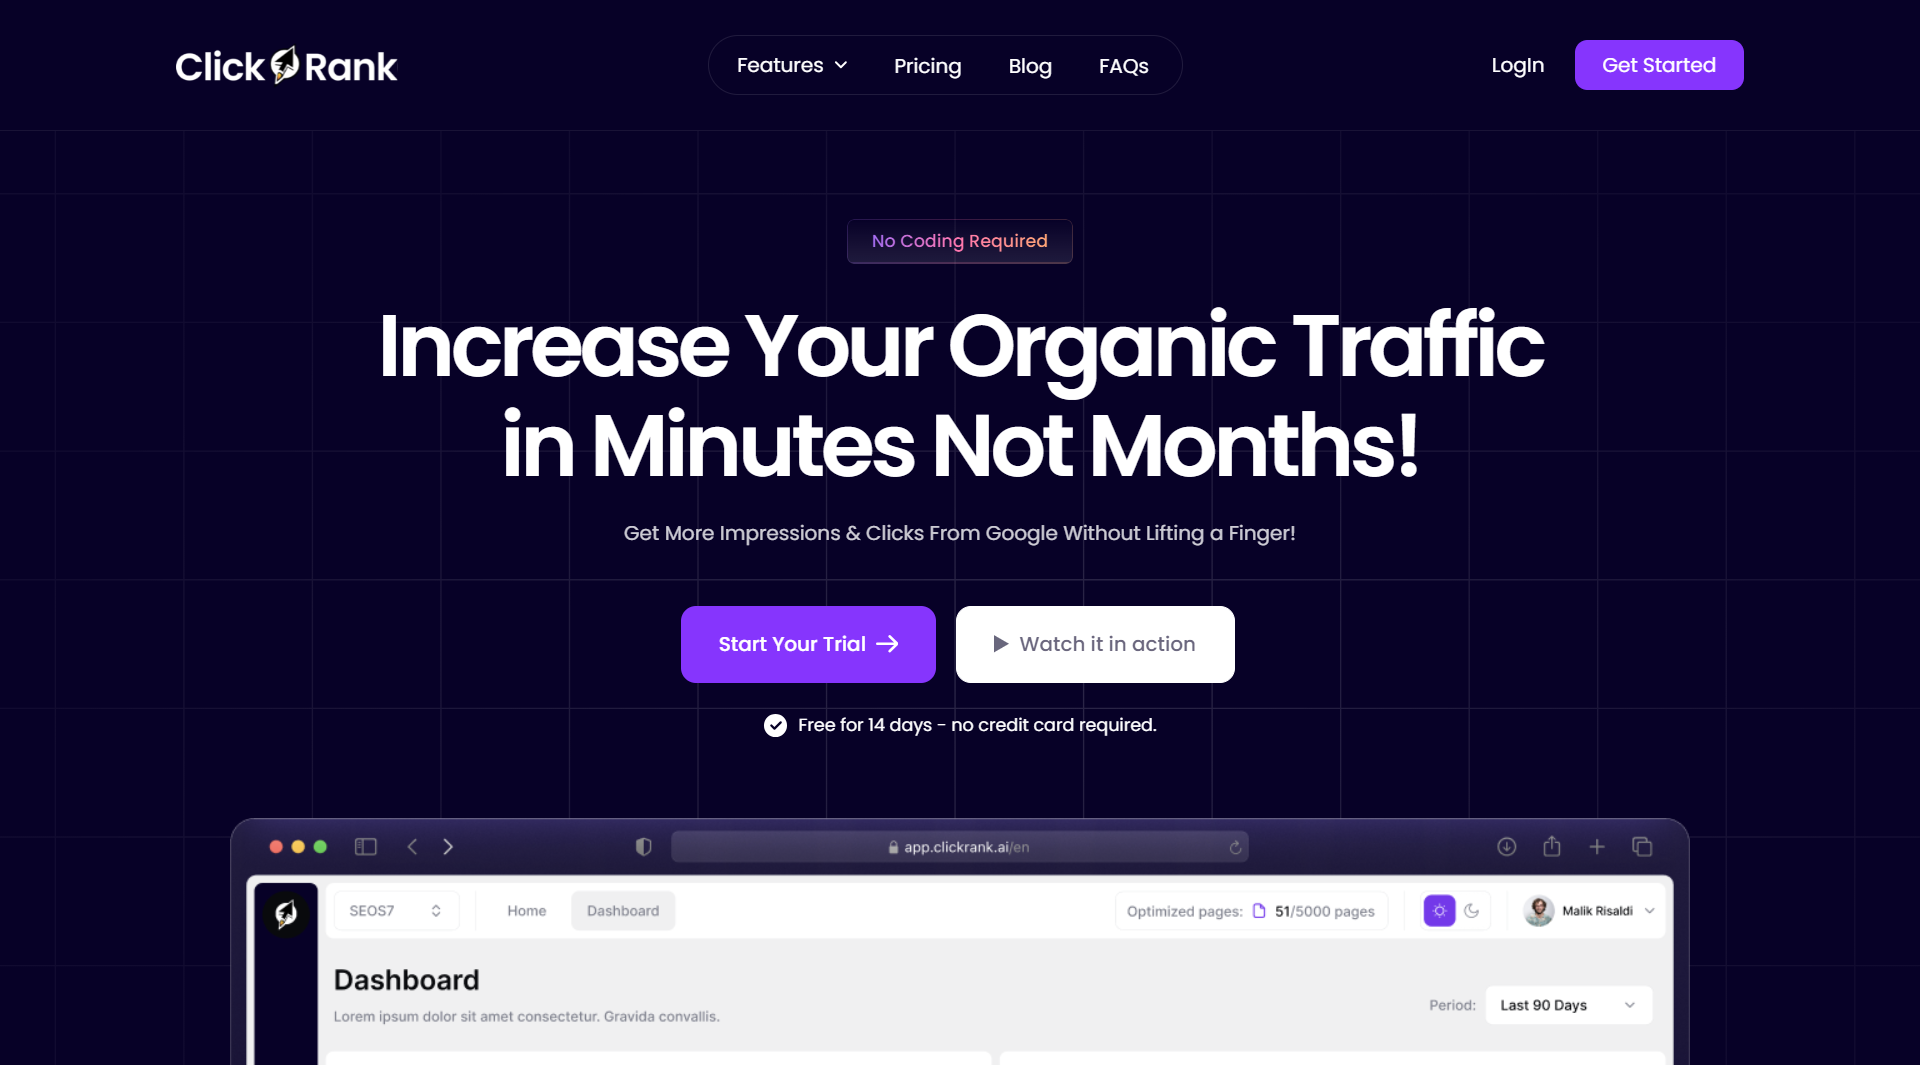 Click Rank
Features
Pricing
Blog
FAQs
LogIn
Get Started
No Coding Required
Increase Your Organic Traffic
in Minutes Not Months!
Get More Impressions & Clicks From Google Without Lifting a Finger!
Start Your Trial
Watch it in action
Free for 14 days - no credit card required.
app.clickrank.ai/en
SEOS7
Home
Dashboard
Optimized pages: 51/5000 pages
Malik Risaldi
Dashboard
Lorem ipsum dolor sit amet consectetur. Gravida convallis.
Period: Last 90 Days